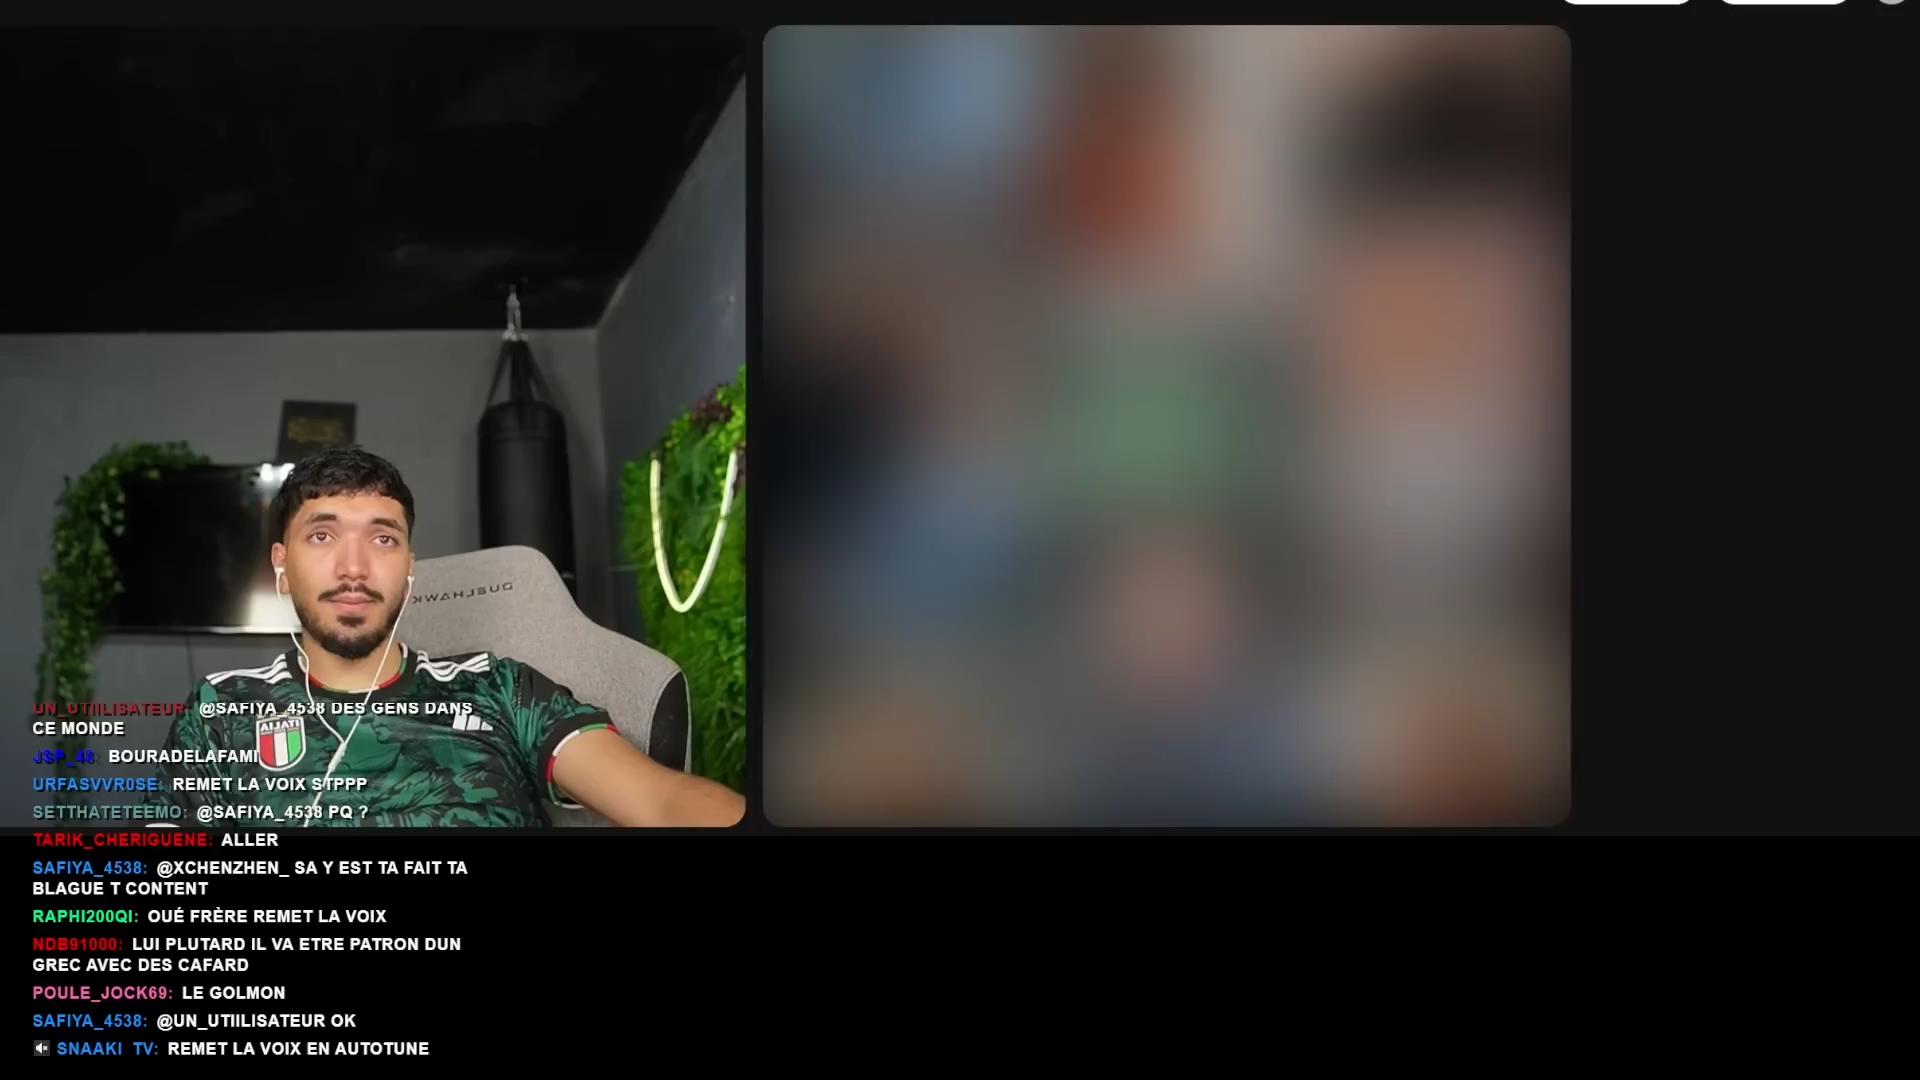 DUELHAWK
ITALIA
UN_UTIILISATEUR: @SAFIYA_4538 DES GENS DANS
CE MONDE
JSP_48: BOURADELAFAMI
URFASVVR0SE: REMET LA VOIX STPPP
SETTHATETEEMO: @SAFIYA_4538 PQ ?
TARIK_CHERIGUENE: ALLER
SAFIYA_4538: @XCHENZHEN_ SA Y EST TA FAIT TA
BLAGUE T CONTENT
RAPHI200QI: OUÉ FRÈRE REMET LA VOIX
NDB91000: LUI PLUTARD IL VA ETRE PATRON DUN
GREC AVEC DES CAFARD
POULE_JOCK69: LE GOLMON
SAFIYA_4538: @UN_UTIILISATEUR OK
SNAAKI_TV: REMET LA VOIX EN AUTOTUNE